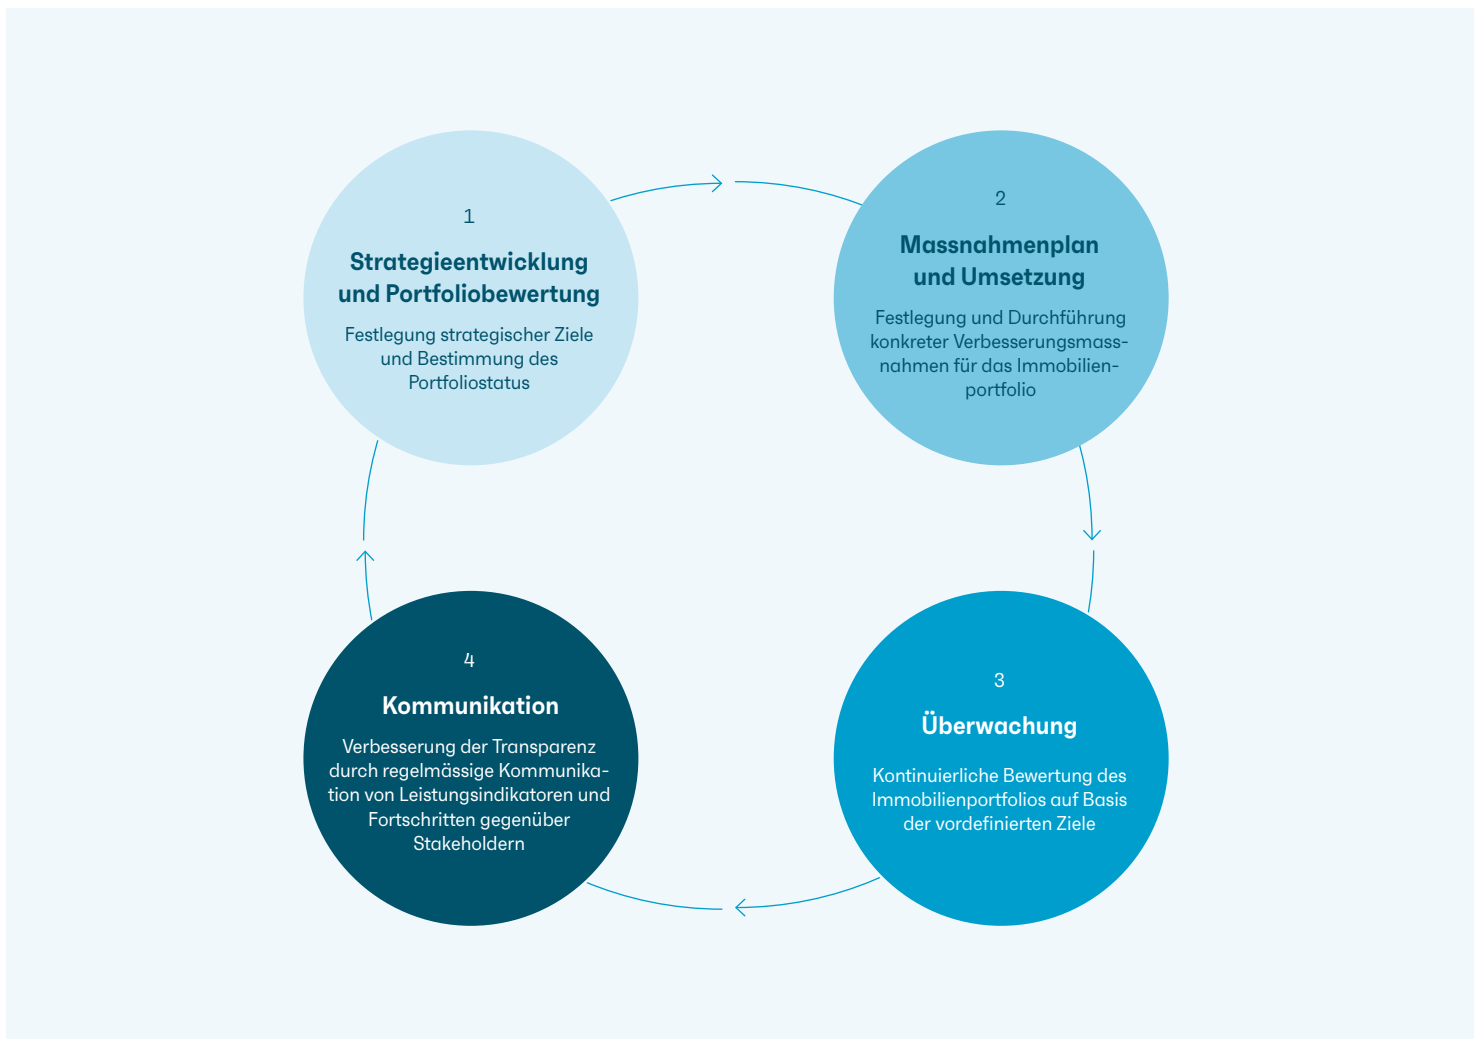 1
Strategieentwicklung
und Portfoliobewertung
Festlegung strategischer Ziele
und Bestimmung des
Portfoliostatus
2
Massnahmenplan
und Umsetzung
Festlegung und Durchführung
konkreter Verbesserungsmass-
nahmen für das Immobilien-
portfolio
3
Überwachung
Kontinuierliche Bewertung des
Immobilienportfolios auf Basis
der vordefinierten Ziele
4
Kommunikation
Verbesserung der Transparenz
durch regelmässige Kommunika-
tion von Leistungsindikatoren und
Fortschritten gegenüber
Stakeholdern